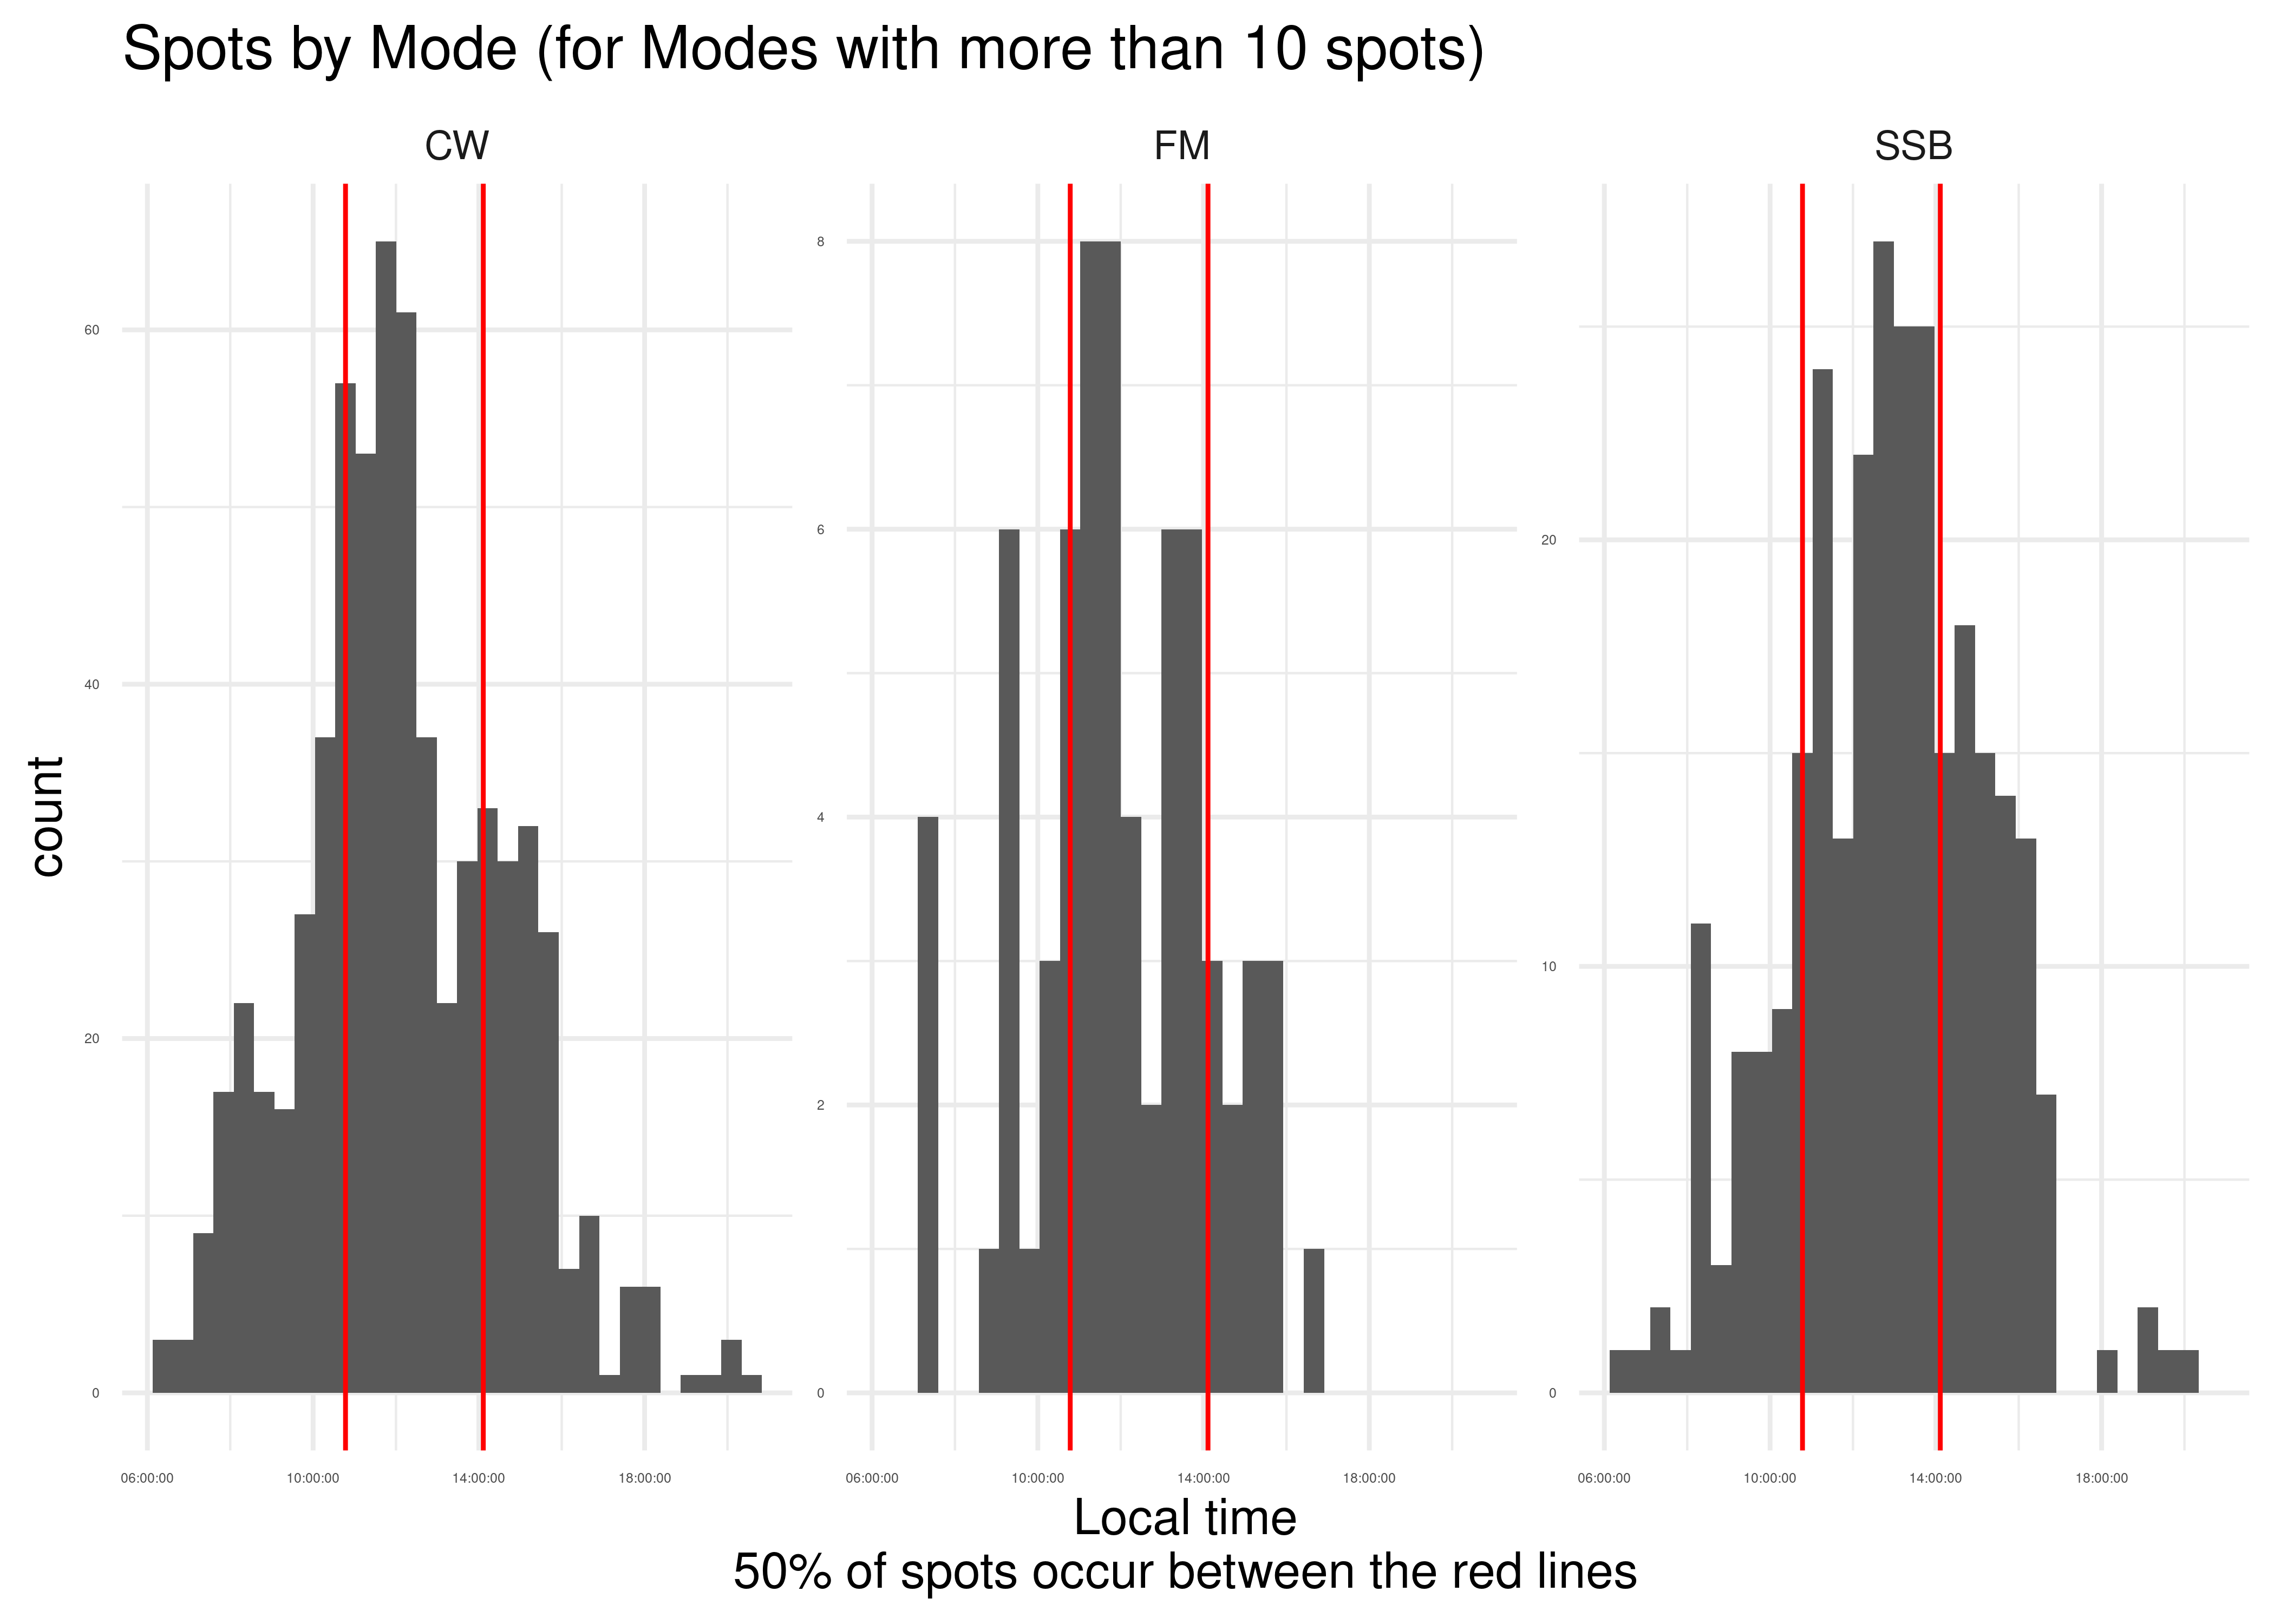 Spots by Mode (for Modes with more than 10 spots)
CW
FM
SSB
count
60
40
20
0
8
6
4
2
0
20
10
0
06:00:00 10:00:00 14:00:00 18:00:00
06:00:00 10:00:00 14:00:00 18:00:00
06:00:00 10:00:00 14:00:00 18:00:00
Local time
50% of spots occur between the red lines